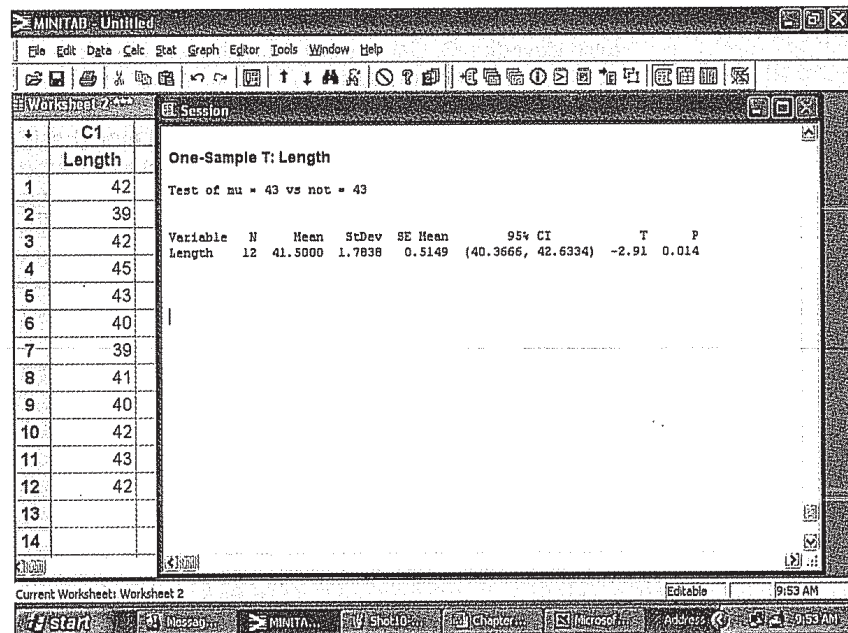 MINITAB - Untitled
File Edit Data Calc Stat Graph Editor Tools Window Help
Worksheet 2 ***
Session
C1
Length
1 42
2 39
3 42
4 45
5 43
6 40
7 39
8 41
9 40
10 42
11 43
12 42
13
14
One-Sample T: Length
Test of mu = 43 vs not = 43
Variable N Mean StDev SE Mean 95% CI T P
Length 12 41.5000 1.7838 0.5149 (40.3666, 42.6334) -2.91 0.014
Current Worksheet: Worksheet 2
Editable 9:53 AM
start Messag... MINITA... Shot10-... Chapter... Microsof... Address 9:53 AM